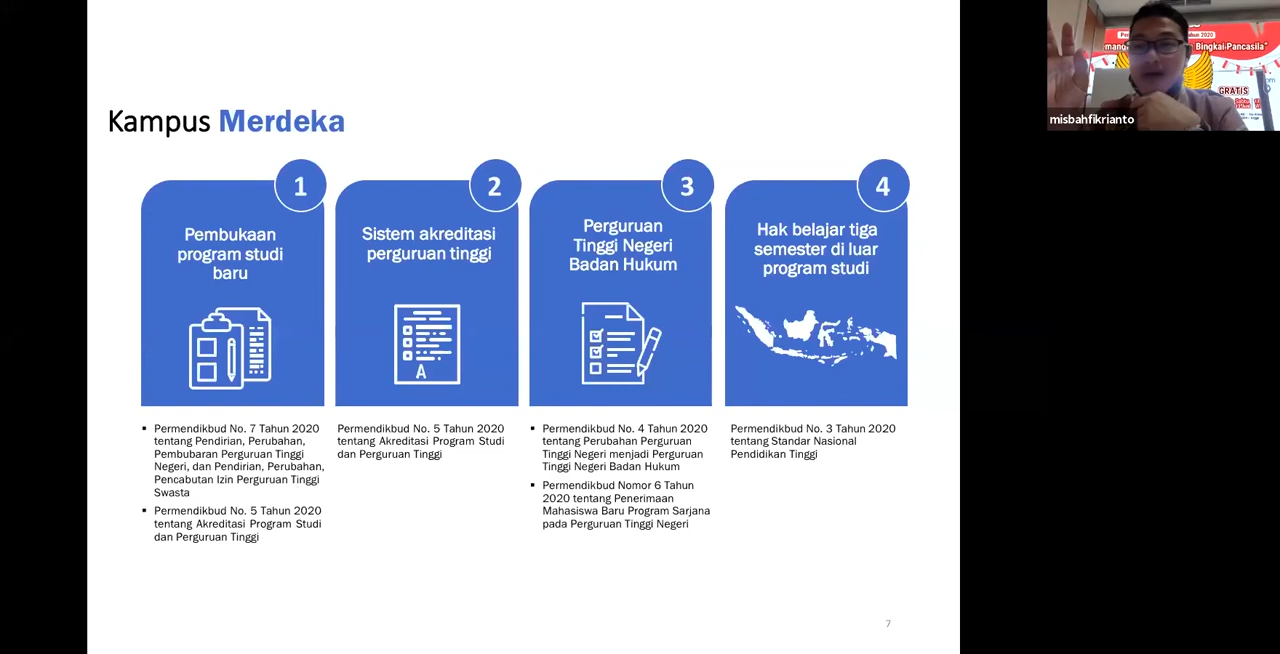 Kampus Merdeka
1
Pembukaan
program studi
baru
2
Sistem akreditasi
perguruan tinggi
A
3
Perguruan
Tinggi Negeri
Badan Hukum
4
Hak belajar tiga
semester di luar
program studi
▪ Permendikbud No. 7 Tahun 2020
tentang Pendirian, Perubahan,
Pembubaran Perguruan Tinggi
Negeri, dan Pendirian, Perubahan,
Pencabutan Izin Perguruan Tinggi
Swasta
▪ Permendikbud No. 5 Tahun 2020
tentang Akreditasi Program Studi
dan Perguruan Tinggi
Permendikbud No. 5 Tahun 2020
tentang Akreditasi Program Studi
dan Perguruan Tinggi
▪ Permendikbud No. 4 Tahun 2020
tentang Perubahan Perguruan
Tinggi Negeri menjadi Perguruan
Tinggi Negeri Badan Hukum
▪ Permendikbud Nomor 6 Tahun
2020 tentang Penerimaan
Mahasiswa Baru Program Sarjana
pada Perguruan Tinggi Negeri
Permendikbud No. 3 Tahun 2020
tentang Standar Nasional
Pendidikan Tinggi
7
Bingkai Pancasila"
GRATIS
misbahfikrianto